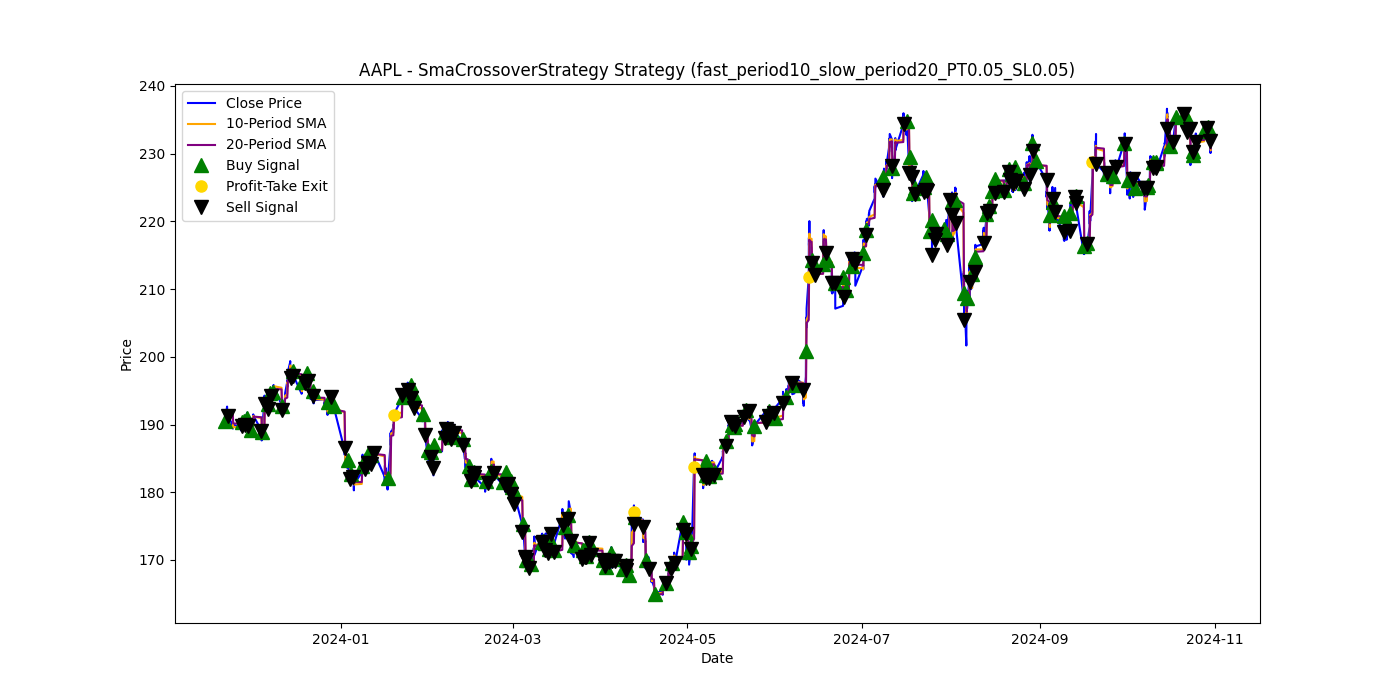 AAPL - SmaCrossoverStrategy Strategy (fast_period10_slow_period20_PT0.05_SL0.05)
Close Price
10-Period SMA
20-Period SMA
Buy Signal
Profit-Take Exit
Sell Signal
Price
240
230
220
210
200
190
180
170
2024-01
2024-03
2024-05
2024-07
2024-09
2024-11
Date